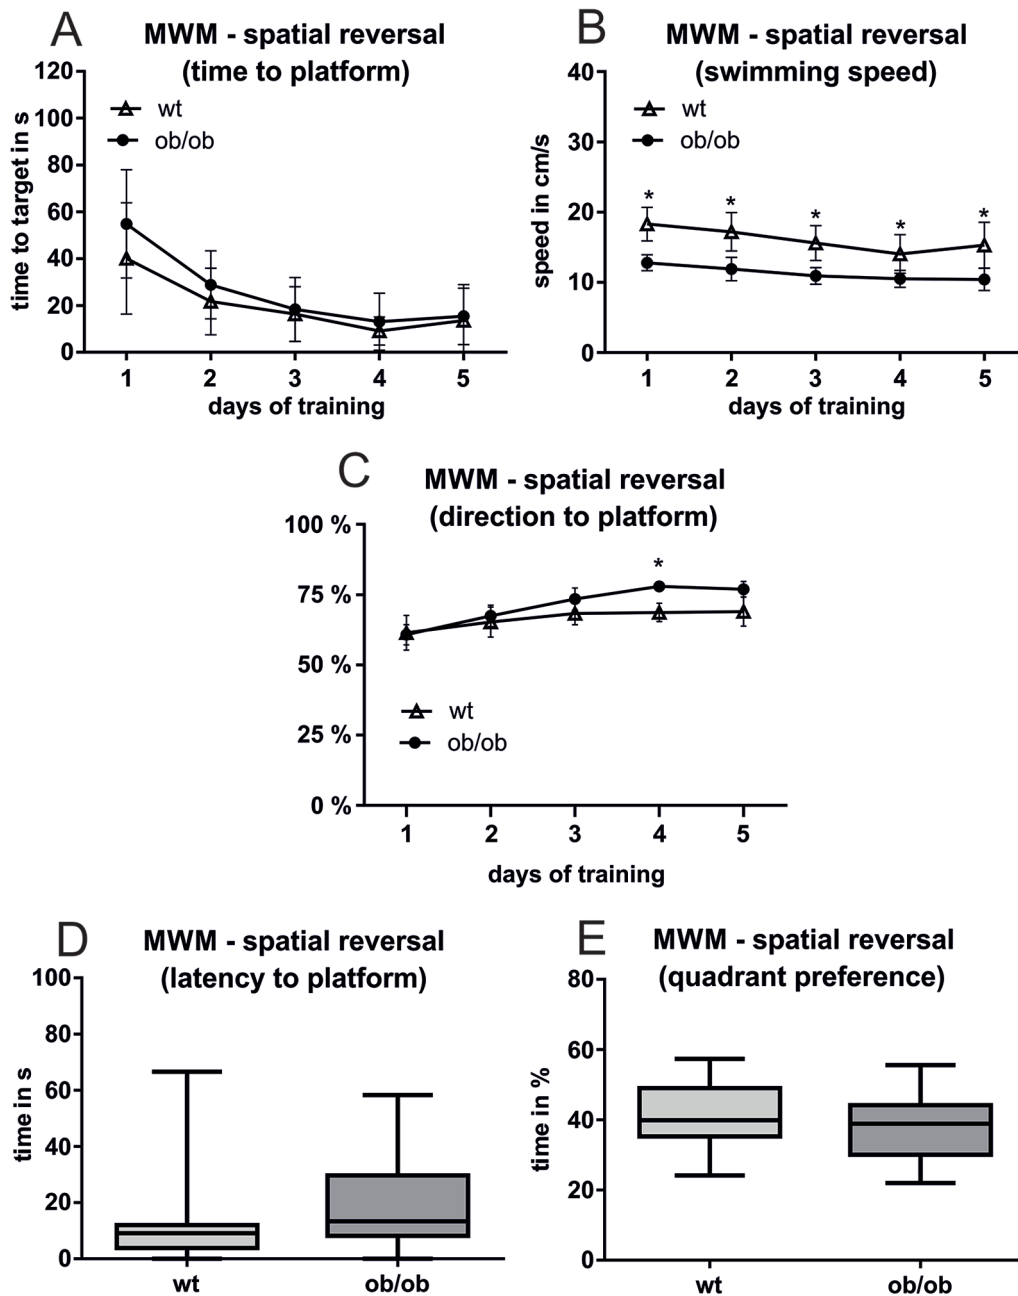 A
MWM - spatial reversal
(time to platform)
time to target in s
120
100
80
60
40
20
0
wt
ob/ob
1 2 3 4 5
days of training
B
MWM - spatial reversal
(swimming speed)
speed in cm/s
40
30
20
10
0
wt
ob/ob
* * * * *
1 2 3 4 5
days of training
C
MWM - spatial reversal
(direction to platform)
100 %
75 %
50 %
25 %
0 %
*
wt
ob/ob
1 2 3 4 5
days of training
D
MWM - spatial reversal
(latency to platform)
time in s
100
80
60
40
20
0
wt ob/ob
E
MWM - spatial reversal
(quadrant preference)
time in %
80
60
40
20
0
wt ob/ob